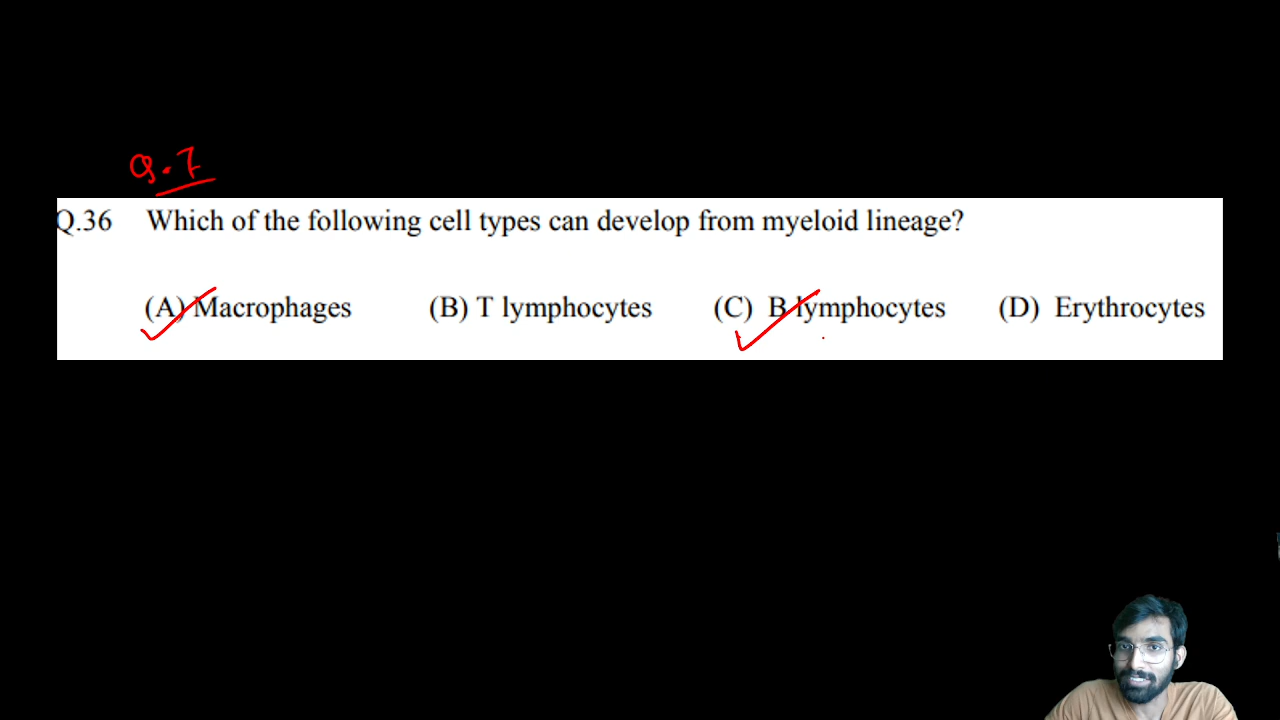 Q.7
Q.36 Which of the following cell types can develop from myeloid lineage?
(A) Macrophages (B) T lymphocytes (C) B lymphocytes (D) Erythrocytes